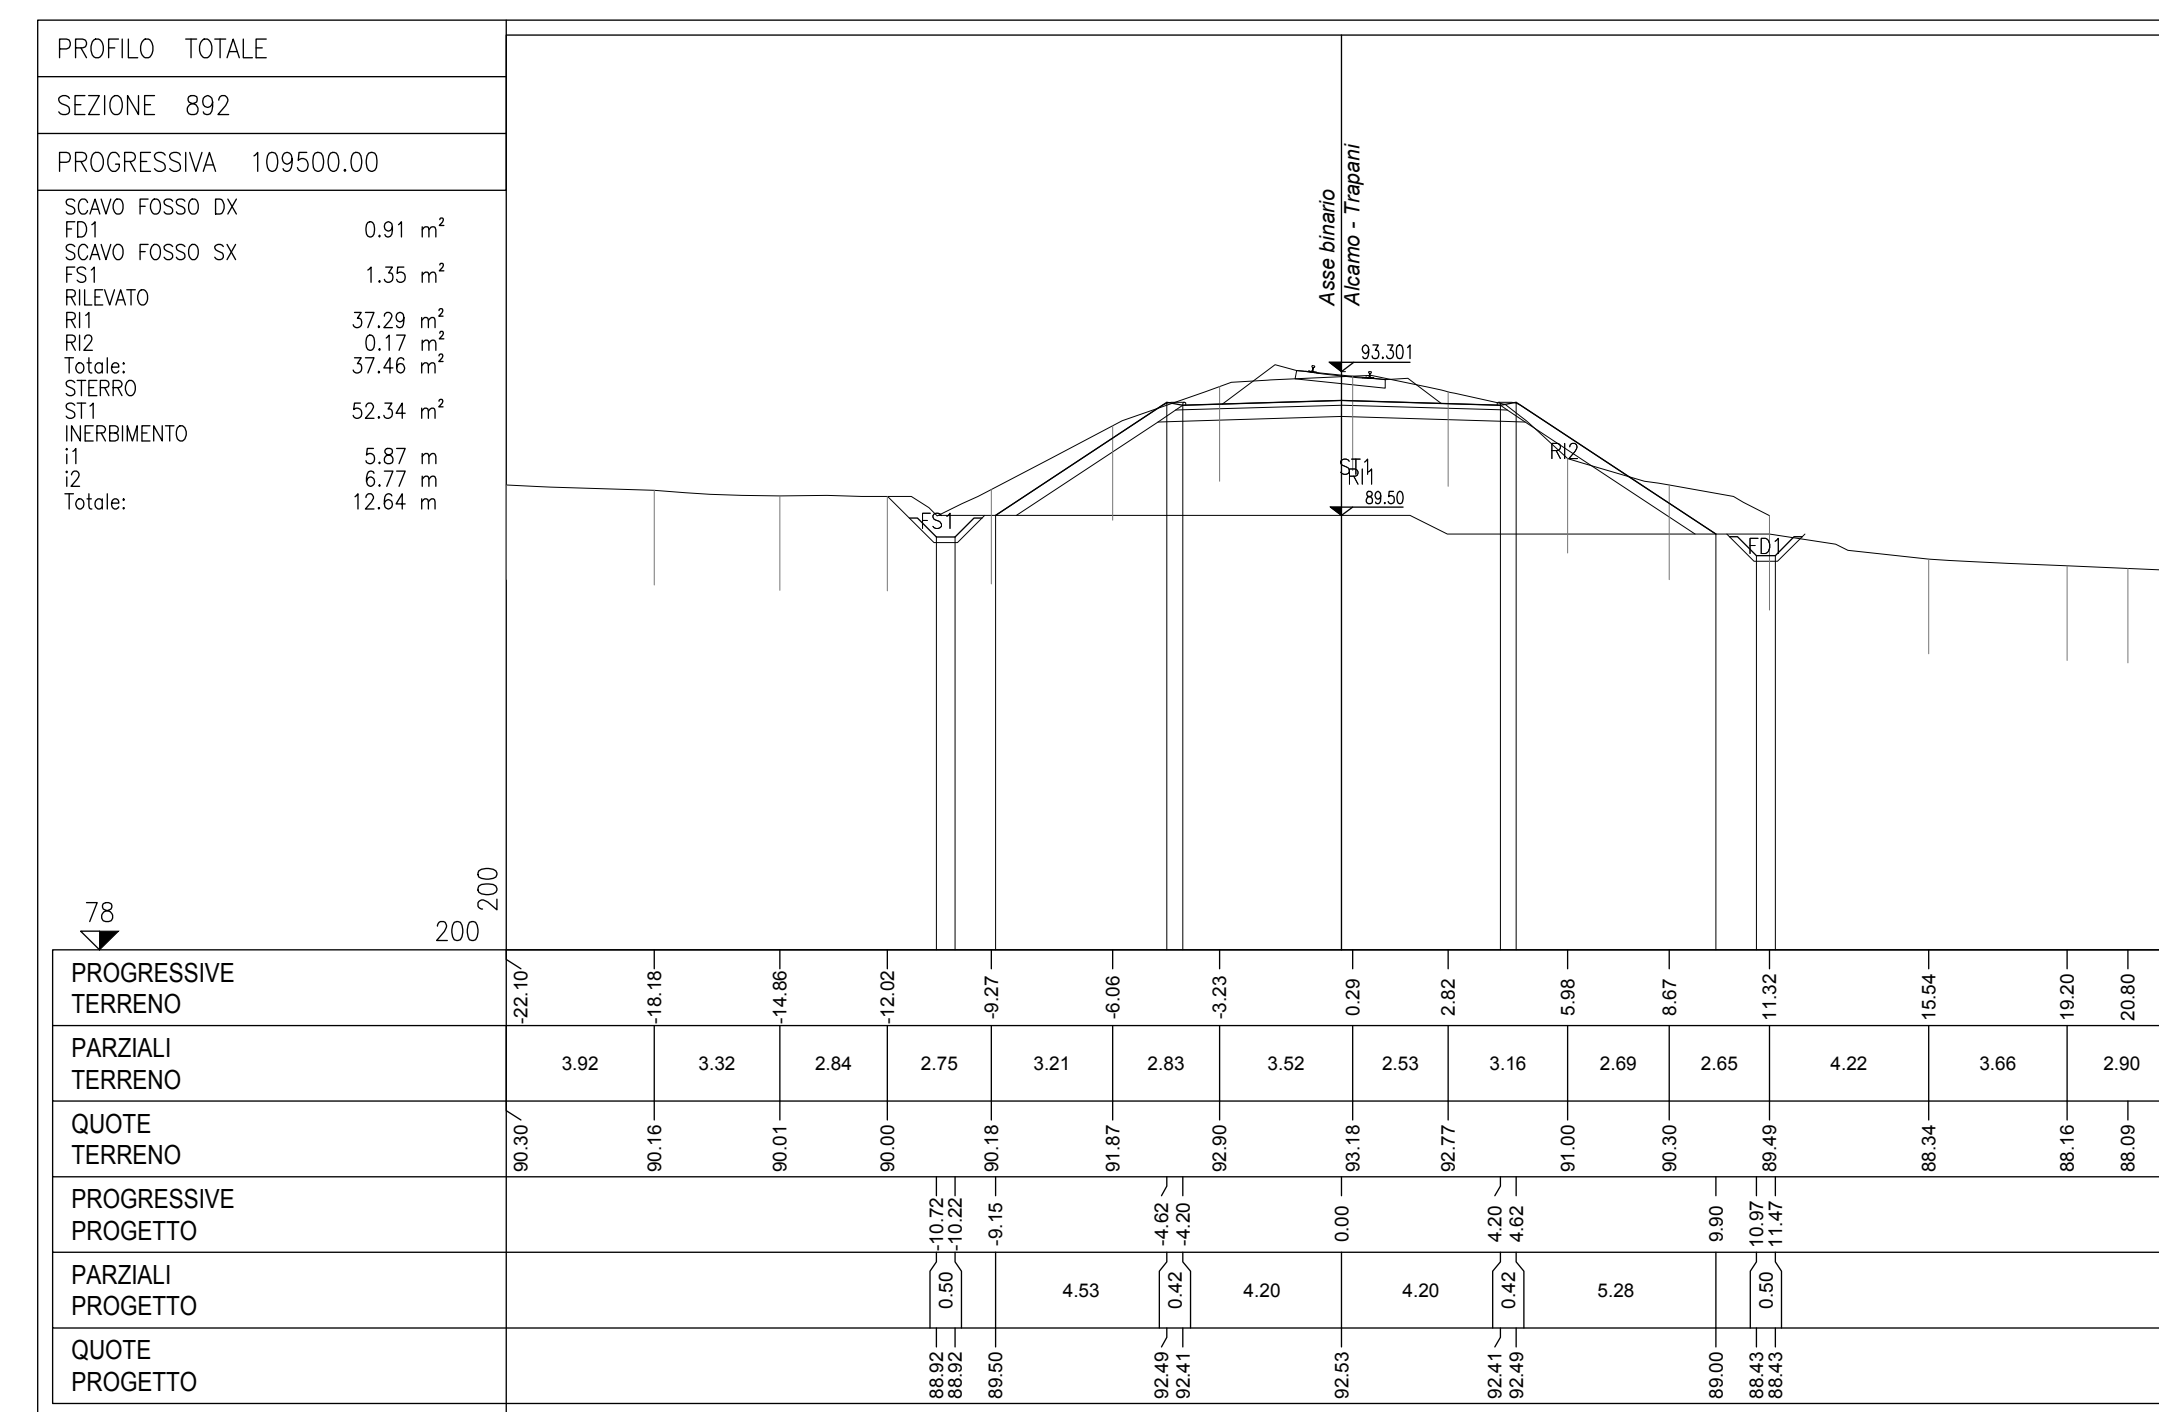 PROFILO TOTALE
SEZIONE 892
PROGRESSIVA 109500.00
SCAVO FOSSO DX
FD1 0.91 m²
SCAVO FOSSO SX
FS1 1.35 m²
RILEVATO
RI1 37.29 m²
RI2 0.17 m²
Totale: 37.46 m²
STERRO
ST1 52.34 m²
INERBIMENTO
i1 5.87 m
i2 6.77 m
Totale: 12.64 m
Asse binario
Alcamo - Trapani
93.301
RI2
ST1
RI1
89.50
FS1
FD1
200
78
200
PROGRESSIVE
TERRENO
-22.10 -18.18 -14.86 -12.02 -9.27 -6.06 -3.23 0.29 2.82 5.98 8.67 11.32 15.54 19.20 20.80
PARZIALI
TERRENO
3.92 3.32 2.84 2.75 3.21 2.83 3.52 2.53 3.16 2.69 2.65 4.22 3.66 2.90
QUOTE
TERRENO
90.30 90.16 90.01 90.00 90.18 91.87 92.90 93.18 92.77 91.00 90.30 89.49 88.34 88.16 88.09
PROGRESSIVE
PROGETTO
-10.72 -10.22 -9.15 -4.62 -4.20 0.00 4.20 4.62 9.90 10.97 11.47
PARZIALI
PROGETTO
0.50 4.53 0.42 4.20 4.20 0.42 5.28 0.50
QUOTE
PROGETTO
88.92 88.92 89.50 92.49 92.41 92.53 92.41 92.49 89.00 88.43 88.43